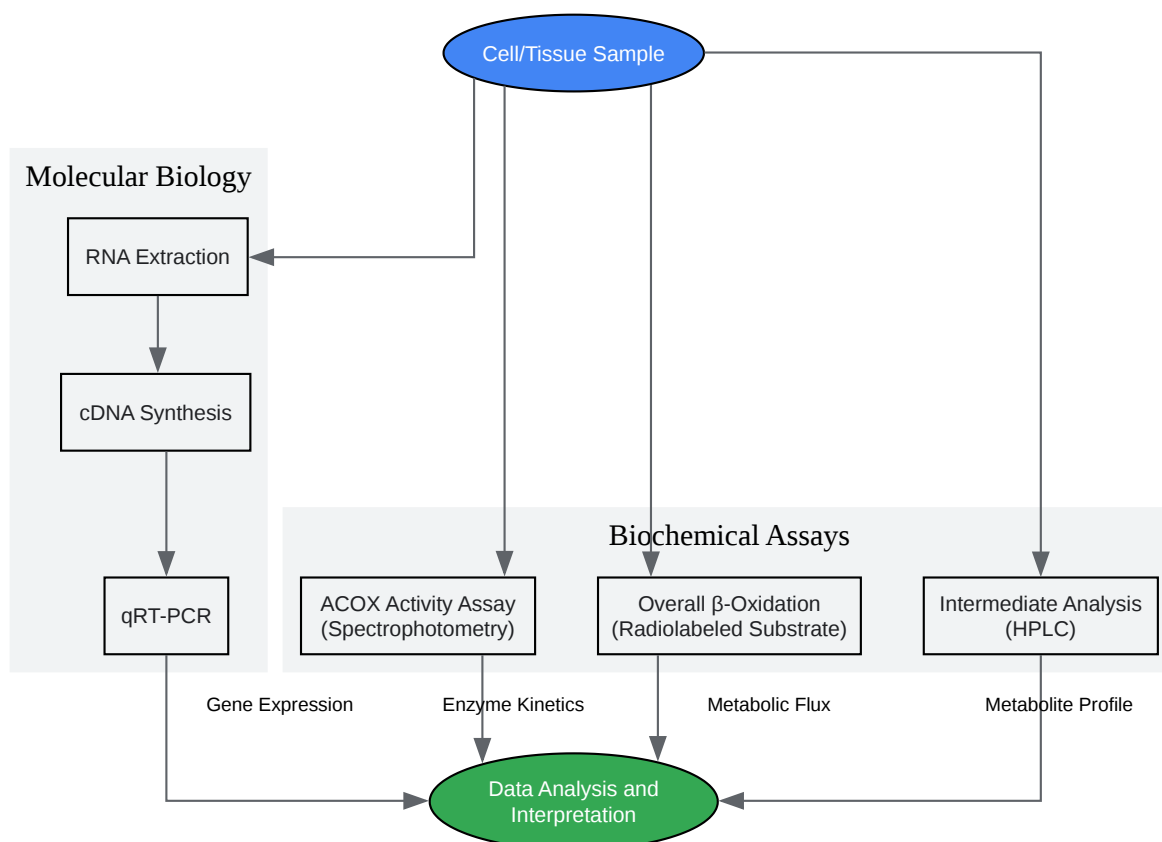 Cell/Tissue Sample
Molecular Biology
RNA Extraction
cDNA Synthesis
qRT-PCR
Biochemical Assays
ACOX Activity Assay
(Spectrophotometry)
Overall β-Oxidation
(Radiolabeled Substrate)
Intermediate Analysis
(HPLC)
Gene Expression
Enzyme Kinetics
Metabolic Flux
Metabolite Profile
Data Analysis and
Interpretation